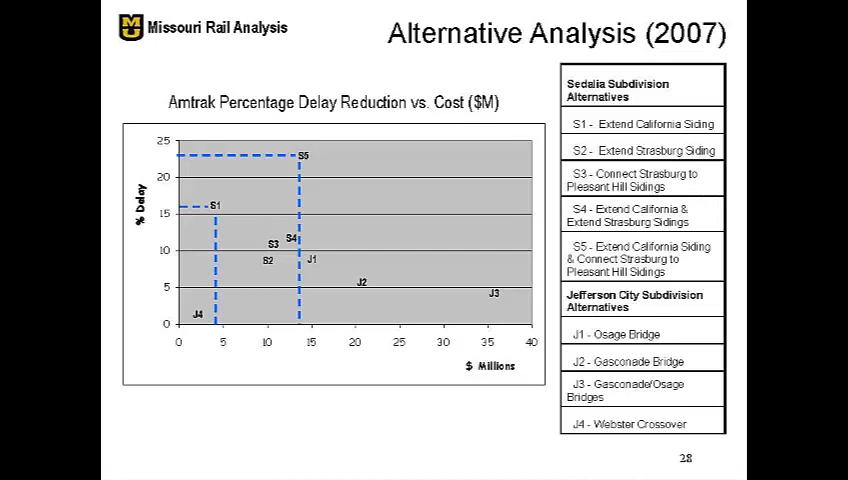 MU
Missouri Rail Analysis
Alternative Analysis (2007)
Amtrak Percentage Delay Reduction vs. Cost ($M)
% Delay
25
20
15
10
5
0
S5
S1
S4
S3
S2
J1
J2
J3
J4
0 5 10 15 20 25 30 35 40
$ Millions
Sedalia Subdivision
Alternatives
S1 - Extend California Siding
S2 - Extend Strasburg Siding
S3 - Connect Strasburg to
Pleasant Hill Sidings
S4 - Extend California &
Extend Strasburg Sidings
S5 - Extend California Siding
& Connect Strasburg to
Pleasant Hill Sidings
Jefferson City Subdivision
Alternatives
J1 - Osage Bridge
J2 - Gasconade Bridge
J3 - Gasconade/Osage
Bridges
J4 - Webster Crossover
28